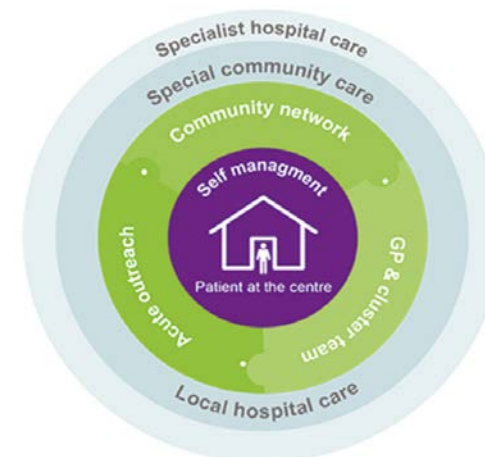 Specialist hospital care
Special community care
Community network
Self managment
Patient at the centre
Acute outreach
GP & cluster team
Local hospital care